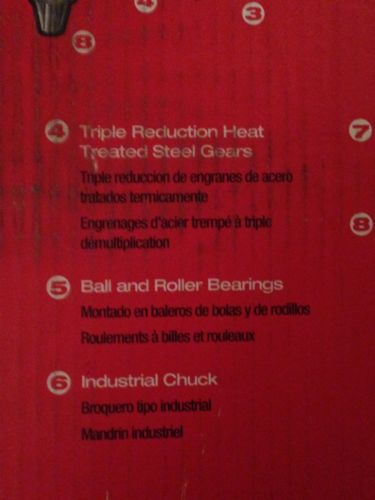 4
3
8
4 Triple Reduction Heat
Treated Steel Gears
Triple reduccion de engranes de acero
tratados termicamente
Engrenages d'acier trempé à triple
démultiplication
7
8
5 Ball and Roller Bearings
Montado en baleros de bolas y de rodillos
Roulements à billes et rouleaux
6 Industrial Chuck
Broquero tipo industrial
Mandrin industriel